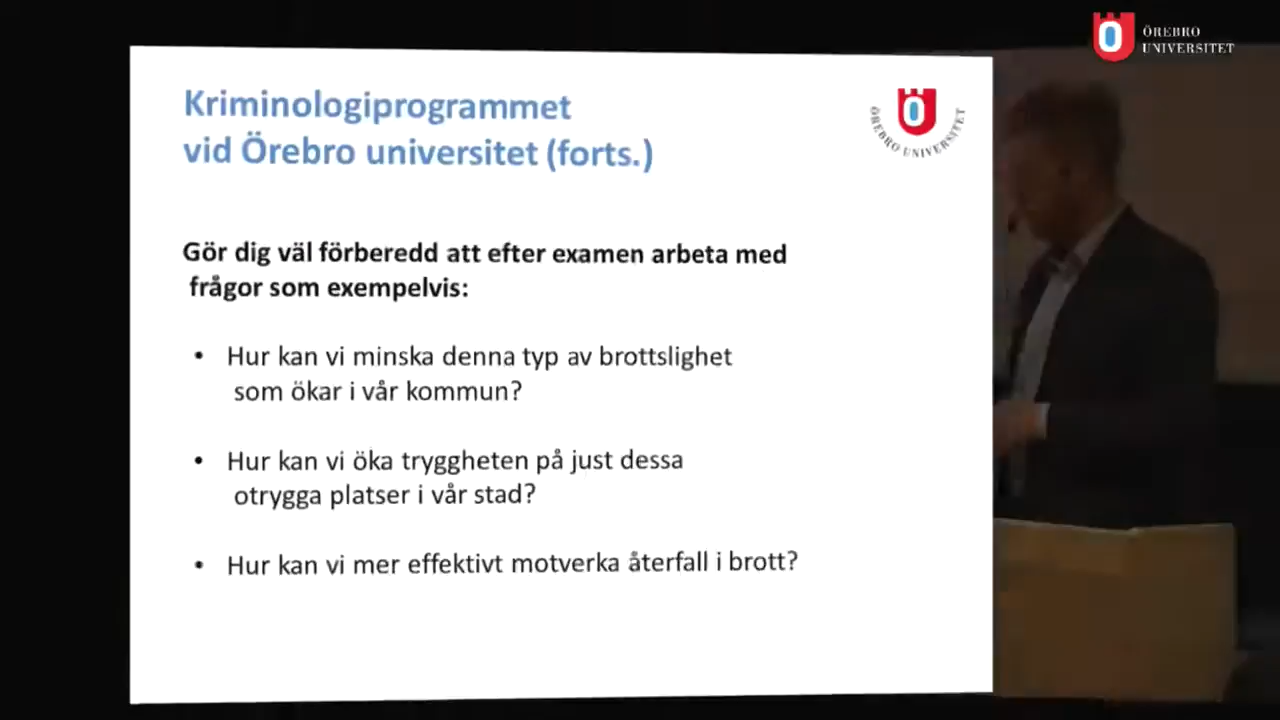 ÖREBRO
UNIVERSITET
Kriminologiprogrammet
vid Örebro universitet (forts.)
ÖREBRO UNIVERSITET
Gör dig väl förberedd att efter examen arbeta med
frågor som exempelvis:
• Hur kan vi minska denna typ av brottslighet
som ökar i vår kommun?
• Hur kan vi öka tryggheten på just dessa
otrygga platser i vår stad?
• Hur kan vi mer effektivt motverka återfall i brott?